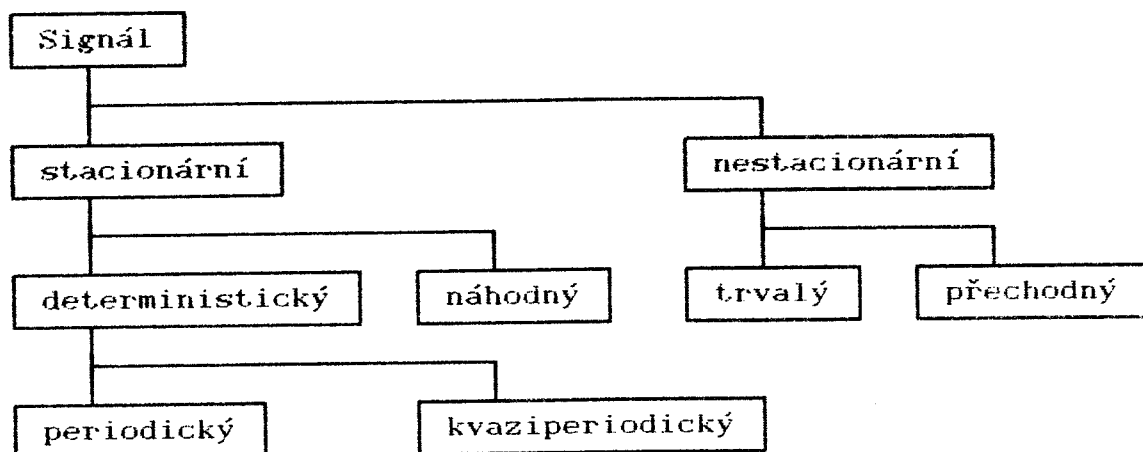 Signál
stacionární
nestacionární
deterministický
náhodný
trvalý
přechodný
periodický
kvaziperiodický